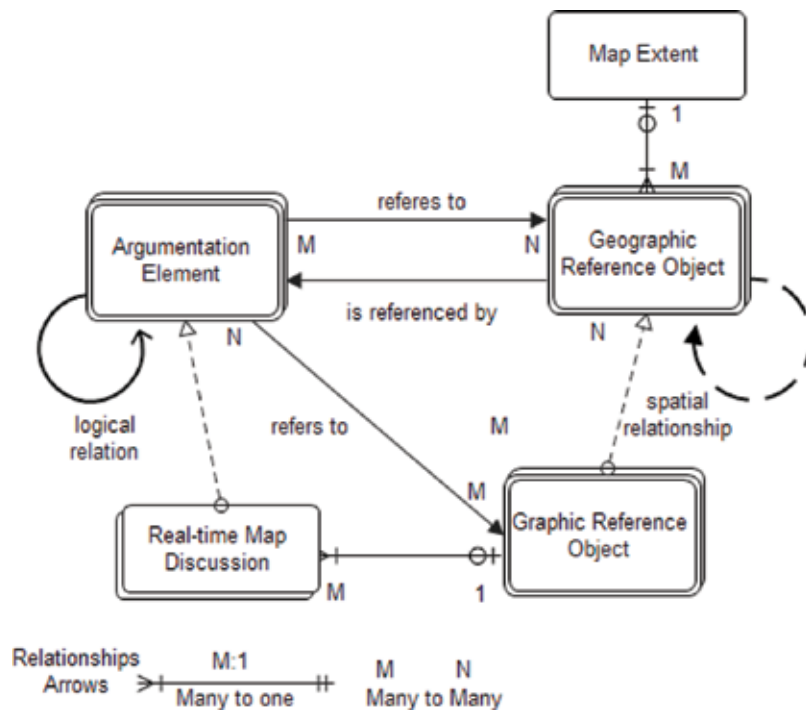 Map Extent
1
M
referes to
Argumentation
Element
M
N
Geographic
Reference Object
is referenced by
N
N
logical
relation
refers to
M
spatial
relationship
M
Real-time Map
Discussion
Graphic Reference
Object
M
1
Relationships
Arrows
M:1
Many to one
M N
Many to Many